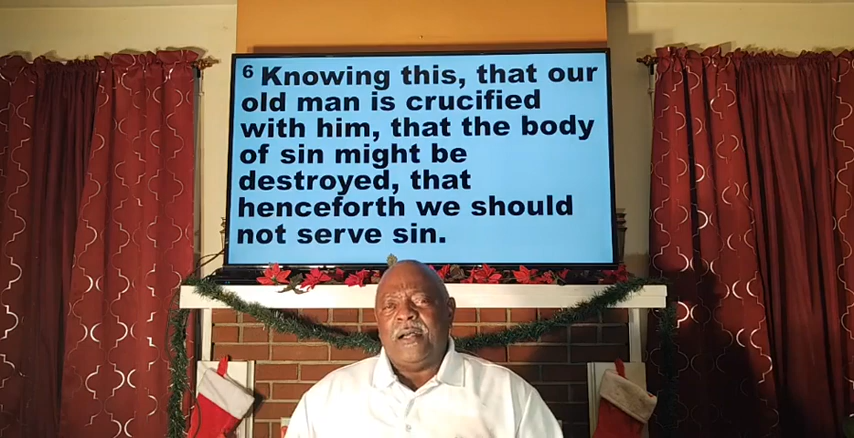 6 Knowing this, that our
old man is crucified
with him, that the body
of sin might be
destroyed, that
henceforth we should
not serve sin.